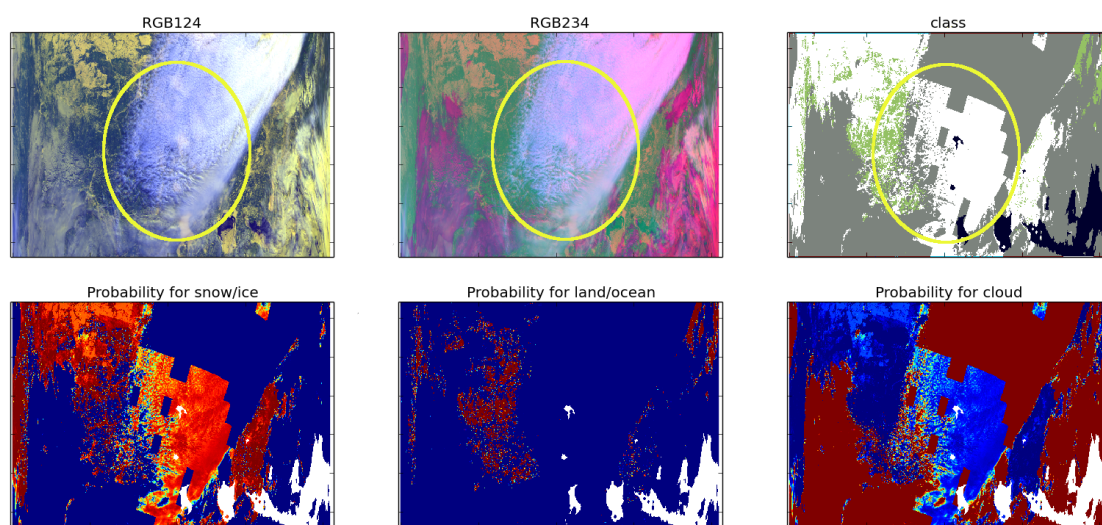 RGB124
RGB234
class
Probability for snow/ice
Probability for land/ocean
Probability for cloud